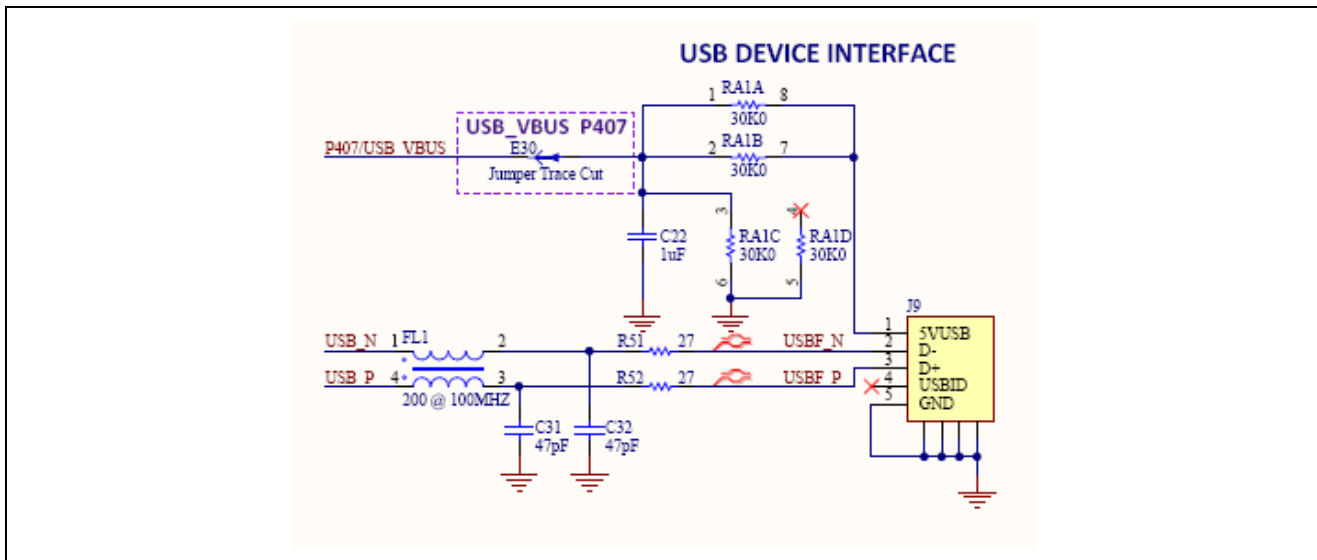 USB DEVICE INTERFACE
1 RA1A 8
30K0
USB_VBUS P407
P407/USB_VBUS E30 2 RA1B 7
Jumper Trace Cut 30K0
3 4
C22 RA1C RA1D
1uF 30K0 30K0
6 5
J9
1 5VUSB
USB_N 1 FL1 2 R51 27 USBF_N 2 D-
3 D+
USB_P 4 3 R52 27 USBF_P 4 USBID
200 @ 100MHZ 5 GND
C31 C32
47pF 47pF